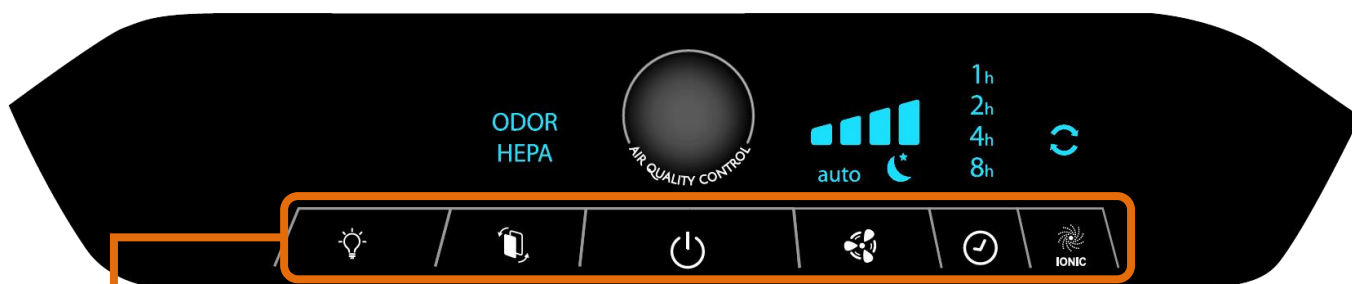 ODOR
HEPA
AIR QUALITY CONTROL
auto
1h
2h
4h
8h
IONIC